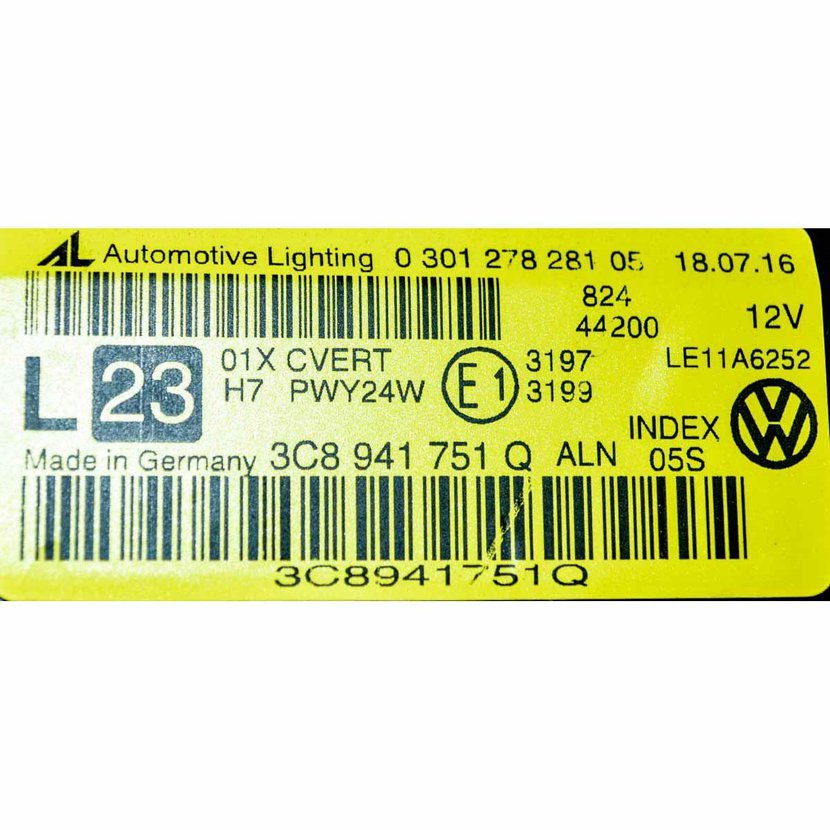 AL Automotive Lighting 0 301 278 281 05 18.07.16
824
44200 12V
L 23 01X CVERT E1 3197 LE11A6252
H7 PWY24W 3199
INDEX VW
Made in Germany 3C8 941 751 Q ALN 05S
3C8941751Q